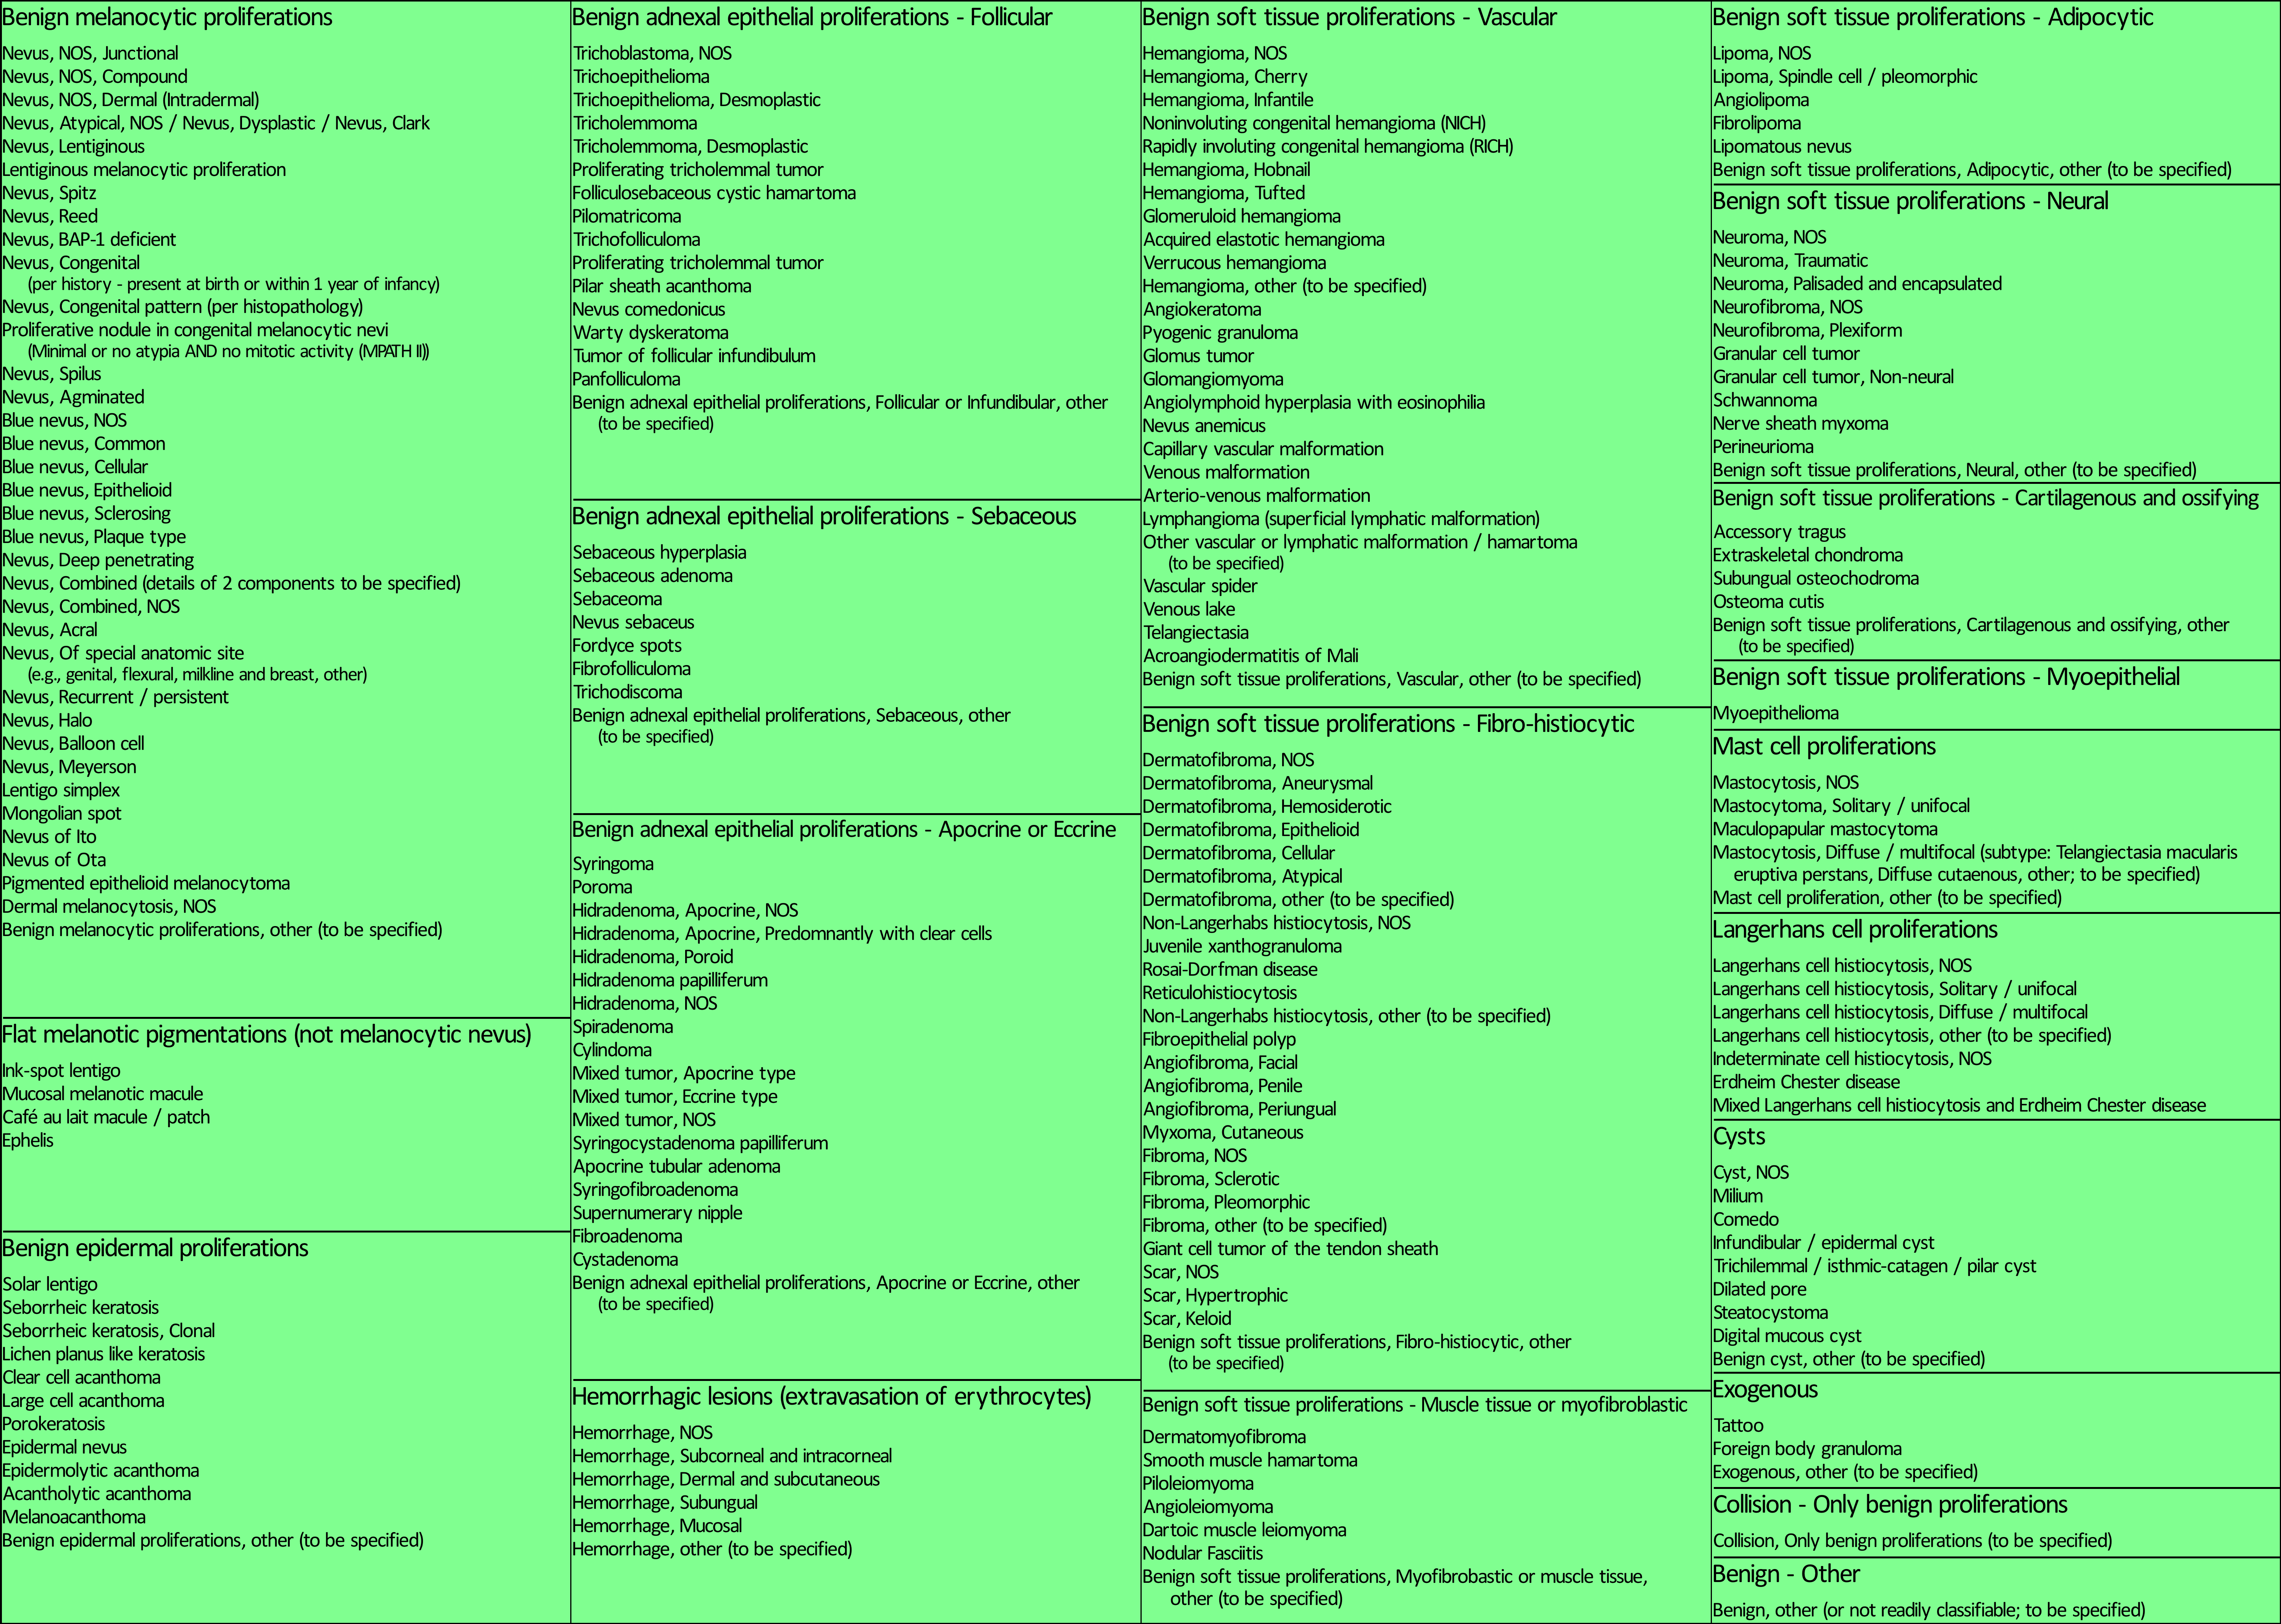 Benign melanocytic proliferations
Nevus, NOS, Junctional
Nevus, NOS, Compound
Nevus, NOS, Dermal (Intradermal)
Nevus, Atypical, NOS / Nevus, Dysplastic / Nevus, Clark
Nevus, Lentiginous
Lentiginous melanocytic proliferation
Nevus, Spitz
Nevus, Reed
Nevus, BAP-1 deficient
Nevus, Congenital
(per history - present at birth or within 1 year of infancy)
Nevus, Congenital pattern (per histopathology)
Proliferative nodule in congenital melanocytic nevi
(Minimal or no atypia AND no mitotic activity (MPATH II))
Nevus, Spilus
Nevus, Agminated
Blue nevus, NOS
Blue nevus, Common
Blue nevus, Cellular
Blue nevus, Epithelioid
Blue nevus, Sclerosing
Blue nevus, Plaque type
Nevus, Deep penetrating
Nevus, Combined (details of 2 components to be specified)
Nevus, Combined, NOS
Nevus, Acral
Nevus, Of special anatomic site
(e.g., genital, flexural, milkline and breast, other)
Nevus, Recurrent / persistent
Nevus, Halo
Nevus, Balloon cell
Nevus, Meyerson
Lentigo simplex
Mongolian spot
Nevus of Ito
Nevus of Ota
Pigmented epithelioid melanocytoma
Dermal melanocytosis, NOS
Benign melanocytic proliferations, other (to be specified)
Flat melanotic pigmentations (not melanocytic nevus)
Ink-spot lentigo
Mucosal melanotic macule
Café au lait macule / patch
Ephelis
Benign epidermal proliferations
Solar lentigo
Seborrheic keratosis
Seborrheic keratosis, Clonal
Lichen planus like keratosis
Clear cell acanthoma
Large cell acanthoma
Porokeratosis
Epidermal nevus
Epidermolytic acanthoma
Acantholytic acanthoma
Melanoacanthoma
Benign epidermal proliferations, other (to be specified)
Benign adnexal epithelial proliferations - Follicular
Trichoblastoma, NOS
Trichoepithelioma
Trichoepithelioma, Desmoplastic
Tricholemmoma
Tricholemmoma, Desmoplastic
Proliferating tricholemmal tumor
Folliculosebaceous cystic hamartoma
Pilomatricoma
Trichofolliculoma
Proliferating tricholemmal tumor
Pilar sheath acanthoma
Nevus comedonicus
Warty dyskeratoma
Tumor of follicular infundibulum
Panfolliculoma
Benign adnexal epithelial proliferations, Follicular or Infundibular, other
(to be specified)
Benign adnexal epithelial proliferations - Sebaceous
Sebaceous hyperplasia
Sebaceous adenoma
Sebaceoma
Nevus sebaceus
Fordyce spots
Fibrofolliculoma
Trichodiscoma
Benign adnexal epithelial proliferations, Sebaceous, other
(to be specified)
Benign adnexal epithelial proliferations - Apocrine or Eccrine
Syringoma
Poroma
Hidradenoma, Apocrine, NOS
Hidradenoma, Apocrine, Predomnantly with clear cells
Hidradenoma, Poroid
Hidradenoma papilliferum
Hidradenoma, NOS
Spiradenoma
Cylindoma
Mixed tumor, Apocrine type
Mixed tumor, Eccrine type
Mixed tumor, NOS
Syringocystadenoma papilliferum
Apocrine tubular adenoma
Syringofibroadenoma
Supernumerary nipple
Fibroadenoma
Cystadenoma
Benign adnexal epithelial proliferations, Apocrine or Eccrine, other
(to be specified)
Hemorrhagic lesions (extravasation of erythrocytes)
Hemorrhage, NOS
Hemorrhage, Subcorneal and intracorneal
Hemorrhage, Dermal and subcutaneous
Hemorrhage, Subungual
Hemorrhage, Mucosal
Hemorrhage, other (to be specified)
Benign soft tissue proliferations - Vascular
Hemangioma, NOS
Hemangioma, Cherry
Hemangioma, Infantile
Noninvoluting congenital hemangioma (NICH)
Rapidly involuting congenital hemangioma (RICH)
Hemangioma, Hobnail
Hemangioma, Tufted
Glomeruloid hemangioma
Acquired elastotic hemangioma
Verrucous hemangioma
Hemangioma, other (to be specified)
Angiokeratoma
Pyogenic granuloma
Glomus tumor
Glomangiomyoma
Angiolymphoid hyperplasia with eosinophilia
Nevus anemicus
Capillary vascular malformation
Venous malformation
Arterio-venous malformation
Lymphangioma (superficial lymphatic malformation)
Other vascular or lymphatic malformation / hamartoma
(to be specified)
Vascular spider
Venous lake
Telangiectasia
Acroangiodermatitis of Mali
Benign soft tissue proliferations, Vascular, other (to be specified)
Benign soft tissue proliferations - Fibro-histiocytic
Dermatofibroma, NOS
Dermatofibroma, Aneurysmal
Dermatofibroma, Hemosiderotic
Dermatofibroma, Epithelioid
Dermatofibroma, Cellular
Dermatofibroma, Atypical
Dermatofibroma, other (to be specified)
Non-Langerhabs histiocytosis, NOS
Juvenile xanthogranuloma
Rosai-Dorfman disease
Reticulohistiocytosis
Non-Langerhabs histiocytosis, other (to be specified)
Fibroepithelial polyp
Angiofibroma, Facial
Angiofibroma, Penile
Angiofibroma, Periungual
Myxoma, Cutaneous
Fibroma, NOS
Fibroma, Sclerotic
Fibroma, Pleomorphic
Fibroma, other (to be specified)
Giant cell tumor of the tendon sheath
Scar, NOS
Scar, Hypertrophic
Scar, Keloid
Benign soft tissue proliferations, Fibro-histiocytic, other
(to be specified)
Benign soft tissue proliferations - Muscle tissue or myofibroblastic
Dermatomyofibroma
Smooth muscle hamartoma
Piloleiomyoma
Angioleiomyoma
Dartoic muscle leiomyoma
Nodular Fasciitis
Benign soft tissue proliferations, Myofibrobastic or muscle tissue,
other (to be specified)
Benign soft tissue proliferations - Adipocytic
Lipoma, NOS
Lipoma, Spindle cell / pleomorphic
Angiolipoma
Fibrolipoma
Lipomatous nevus
Benign soft tissue proliferations, Adipocytic, other (to be specified)
Benign soft tissue proliferations - Neural
Neuroma, NOS
Neuroma, Traumatic
Neuroma, Palisaded and encapsulated
Neurofibroma, NOS
Neurofibroma, Plexiform
Granular cell tumor
Granular cell tumor, Non-neural
Schwannoma
Nerve sheath myxoma
Perineurioma
Benign soft tissue proliferations, Neural, other (to be specified)
Benign soft tissue proliferations - Cartilagenous and ossifying
Accessory tragus
Extraskeletal chondroma
Subungual osteochodroma
Osteoma cutis
Benign soft tissue proliferations, Cartilagenous and ossifying, other
(to be specified)
Benign soft tissue proliferations - Myoepithelial
Myoepithelioma
Mast cell proliferations
Mastocytosis, NOS
Mastocytoma, Solitary / unifocal
Maculopapular mastocytoma
Mastocytosis, Diffuse / multifocal (subtype: Telangiectasia macularis
eruptiva perstans, Diffuse cutaenous, other; to be specified)
Mast cell proliferation, other (to be specified)
Langerhans cell proliferations
Langerhans cell histiocytosis, NOS
Langerhans cell histiocytosis, Solitary / unifocal
Langerhans cell histiocytosis, Diffuse / multifocal
Langerhans cell histiocytosis, other (to be specified)
Indeterminate cell histiocytosis, NOS
Erdheim Chester disease
Mixed Langerhans cell histiocytosis and Erdheim Chester disease
Cysts
Cyst, NOS
Milium
Comedo
Infundibular / epidermal cyst
Trichilemmal / isthmic-catagen / pilar cyst
Dilated pore
Steatocystoma
Digital mucous cyst
Benign cyst, other (to be specified)
Exogenous
Tattoo
Foreign body granuloma
Exogenous, other (to be specified)
Collision - Only benign proliferations
Collision, Only benign proliferations (to be specified)
Benign - Other
Benign, other (or not readily classifiable; to be specified)